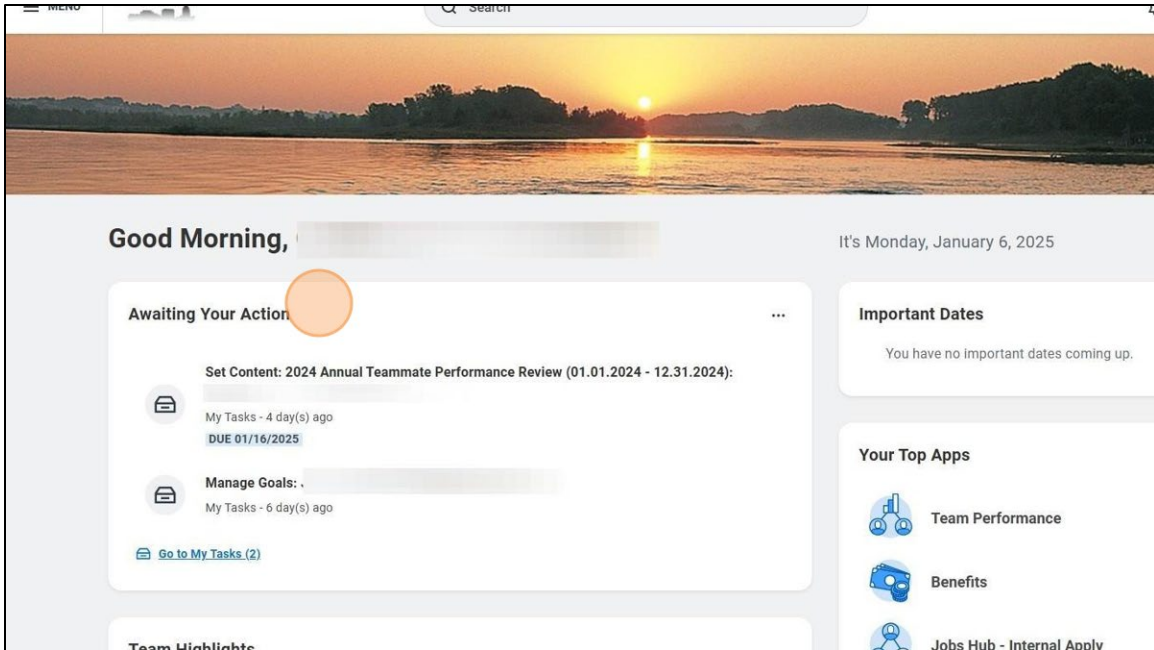 MENU
Search
Good Morning,
It's Monday, January 6, 2025
Awaiting Your Action
Set Content: 2024 Annual Teammate Performance Review (01.01.2024 - 12.31.2024):
My Tasks - 4 day(s) ago
DUE 01/16/2025
Manage Goals:
My Tasks - 6 day(s) ago
Go to My Tasks (2)
Team Highlights
Important Dates
You have no important dates coming up.
Your Top Apps
Team Performance
Benefits
Jobs Hub - Internal Apply